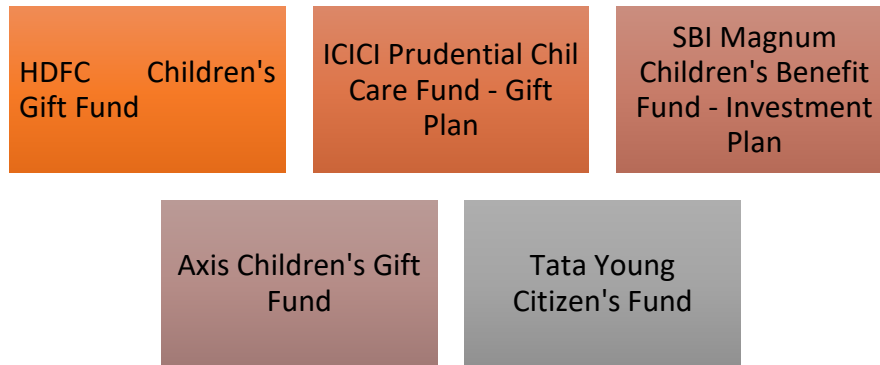 HDFC Children's
Gift Fund
ICICI Prudential Chil
Care Fund - Gift
Plan
SBI Magnum
Children's Benefit
Fund - Investment
Plan
Axis Children's Gift
Fund
Tata Young
Citizen's Fund